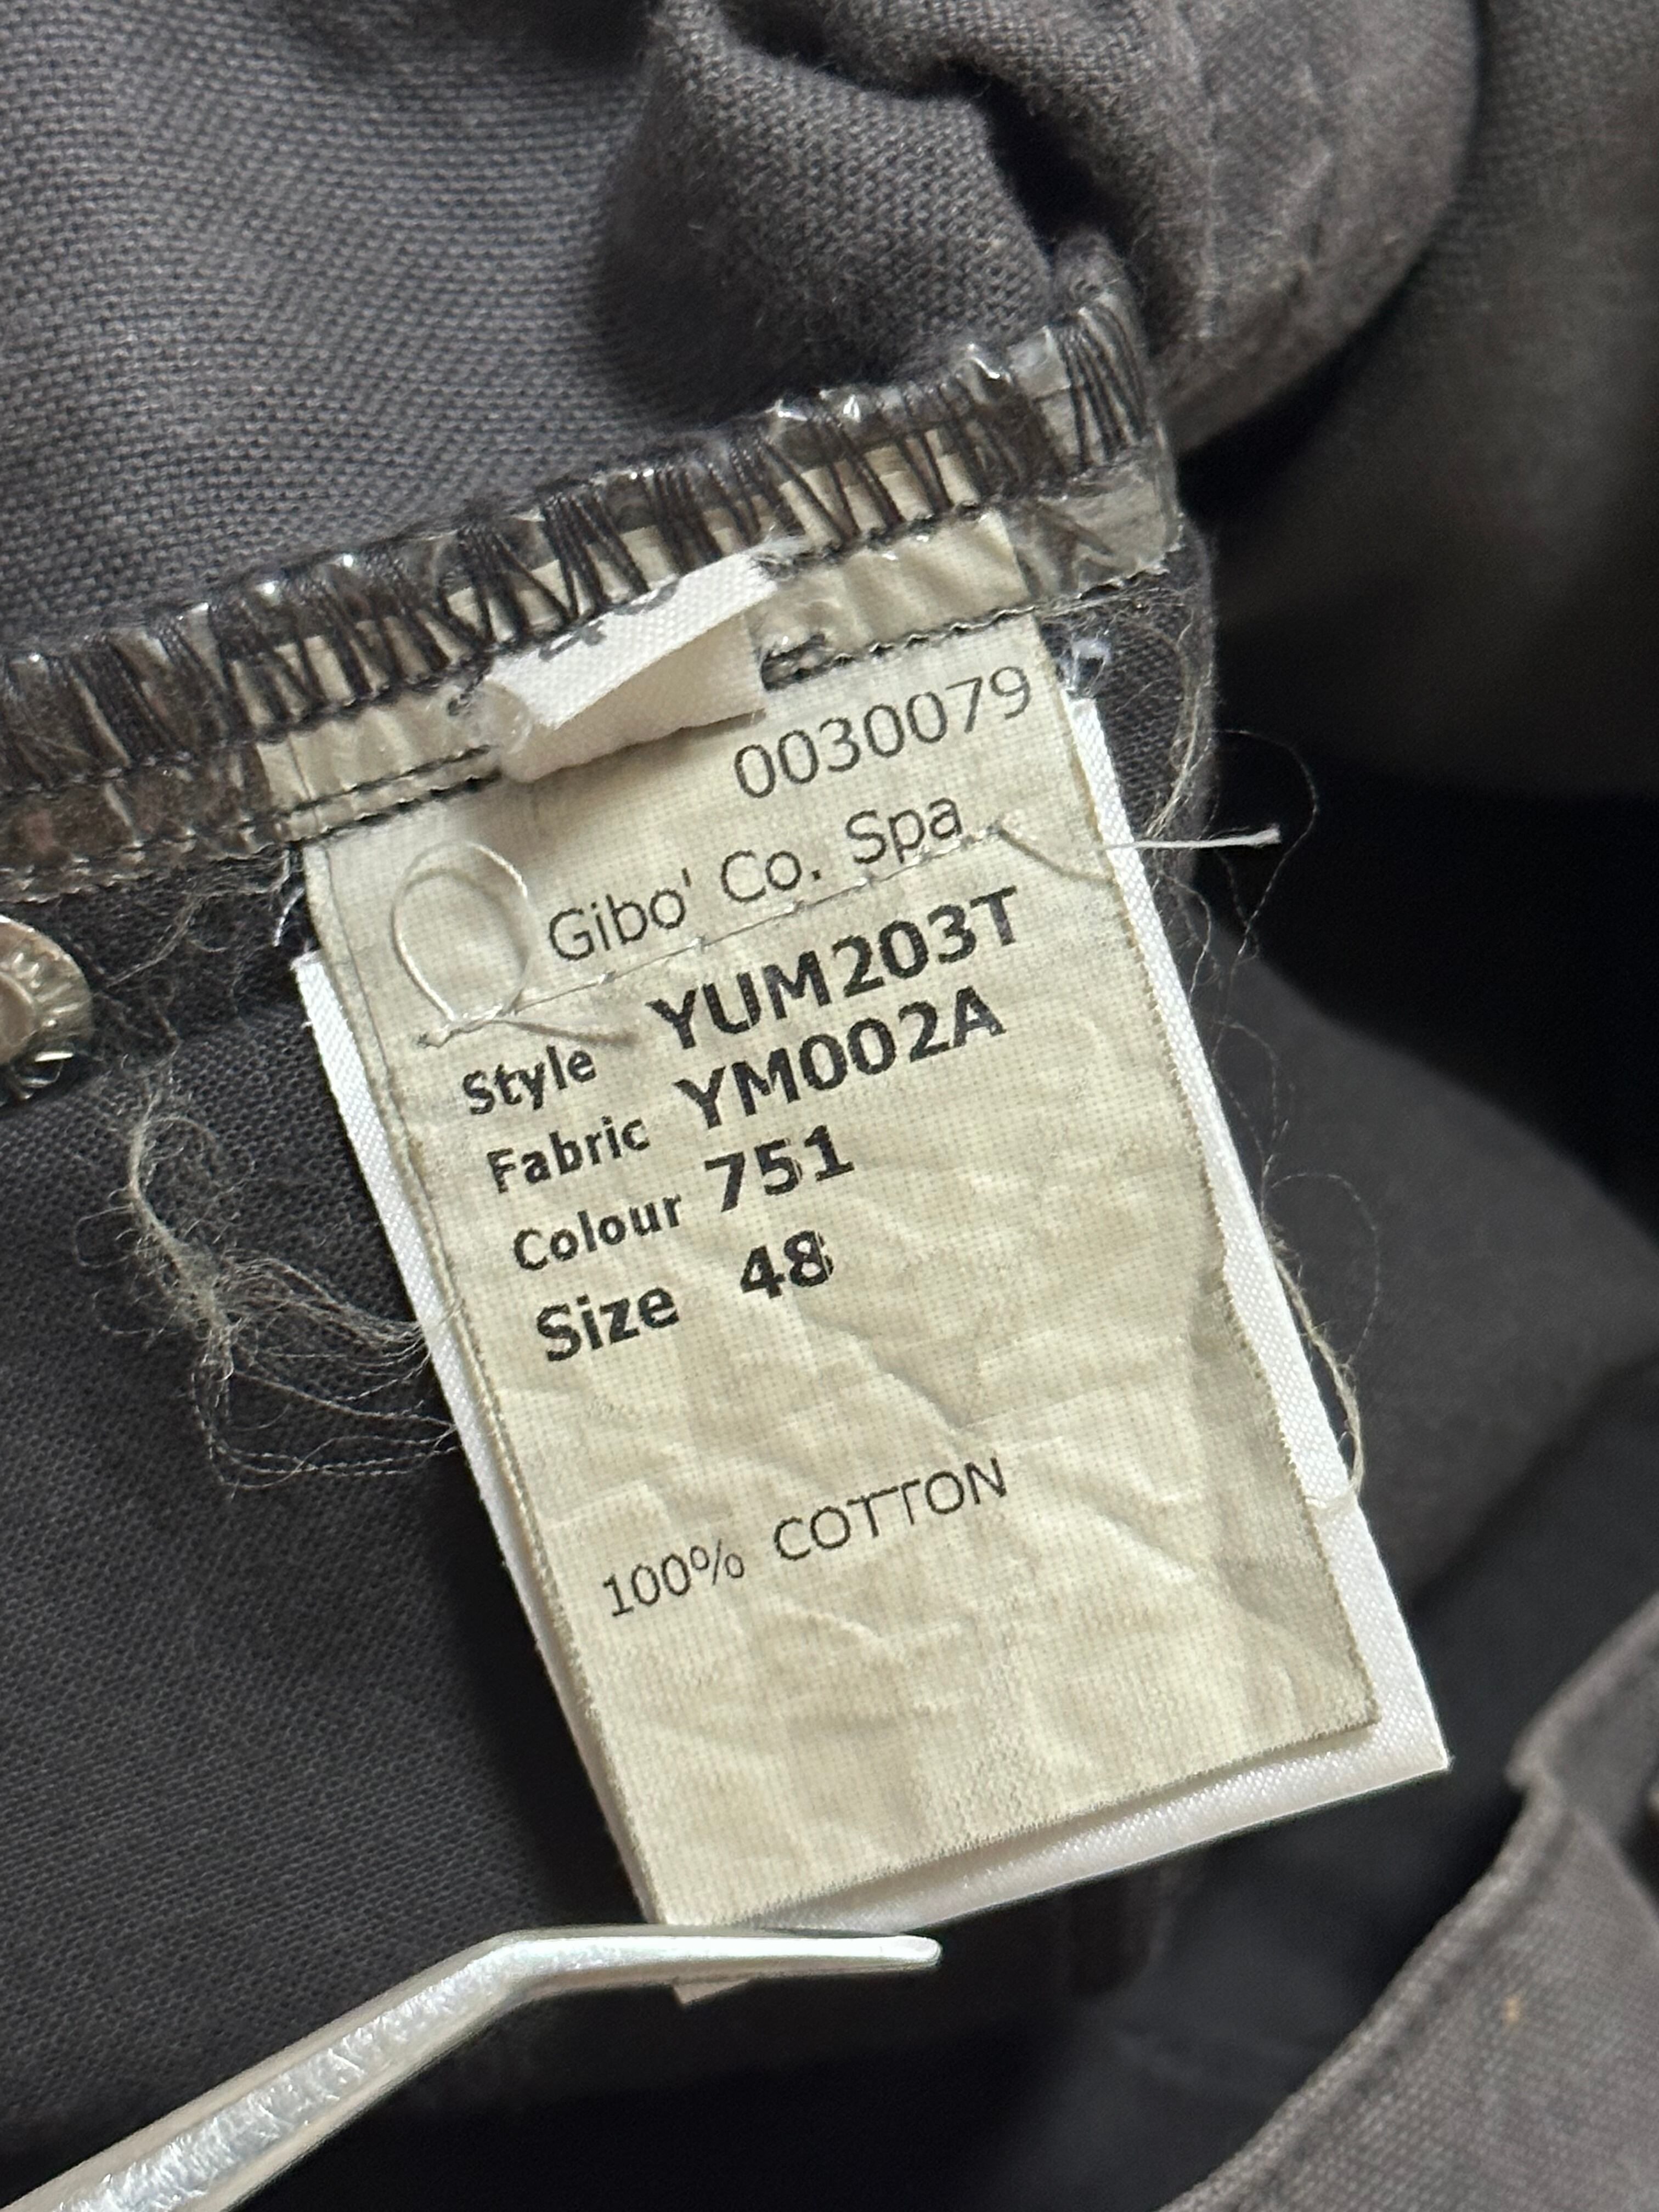 0030079
Gibo' Co. Spa
Style YUM203T
Fabric YM002A
Colour 751
Size 48
100% COTTON